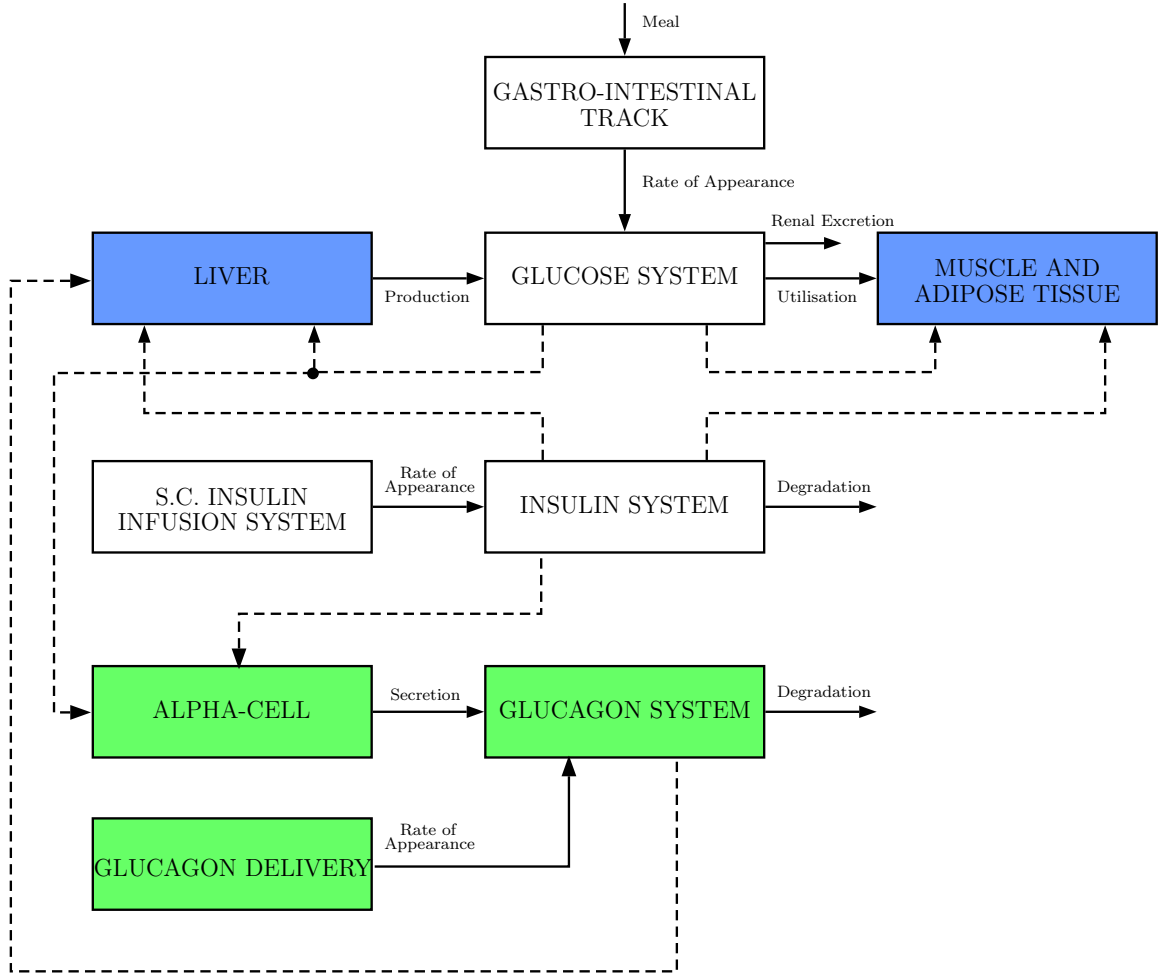 Meal
GASTRO-INTESTINAL
TRACK
Rate of Appearance
Renal Excretion
LIVER
Production
GLUCOSE SYSTEM
Utilisation
MUSCLE AND
ADIPOSE TISSUE
S.C. INSULIN
INFUSION SYSTEM
Rate of
Appearance
INSULIN SYSTEM
Degradation
ALPHA-CELL
Secretion
GLUCAGON SYSTEM
Degradation
GLUCAGON DELIVERY
Rate of
Appearance